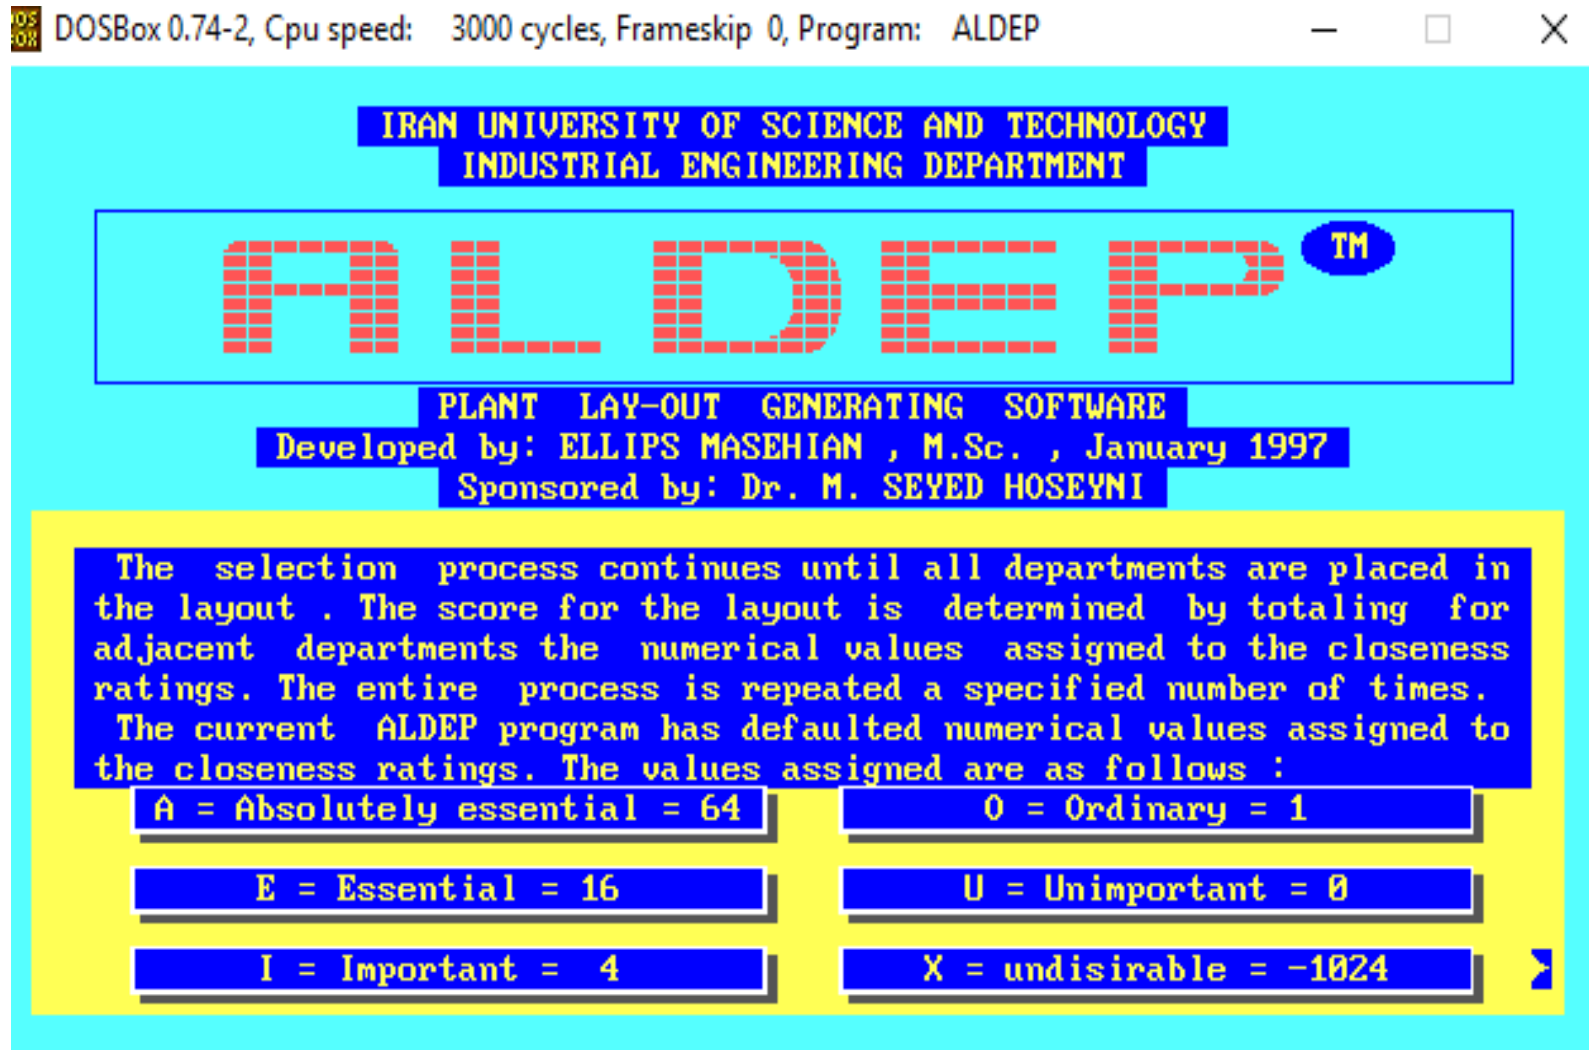 DOSBox 0.74-2, Cpu speed: 3000 cycles, Frameskip 0, Program: ALDEP
IRAN UNIVERSITY OF SCIENCE AND TECHNOLOGY
INDUSTRIAL ENGINEERING DEPARTMENT
ALDEP TM
PLANT LAY-OUT GENERATING SOFTWARE
Developed by: ELLIPS MASEHIAN , M.Sc. , January 1997
Sponsored by: Dr. M. SEYED HOSEYNI
The selection process continues until all departments are placed in
the layout . The score for the layout is determined by totaling for
adjacent departments the numerical values assigned to the closeness
ratings. The entire process is repeated a specified number of times.
The current ALDEP program has defaulted numerical values assigned to
the closeness ratings. The values assigned are as follows :
A = Absolutely essential = 64
O = Ordinary = 1
E = Essential = 16
U = Unimportant = 0
I = Important = 4
X = undisirable = -1024